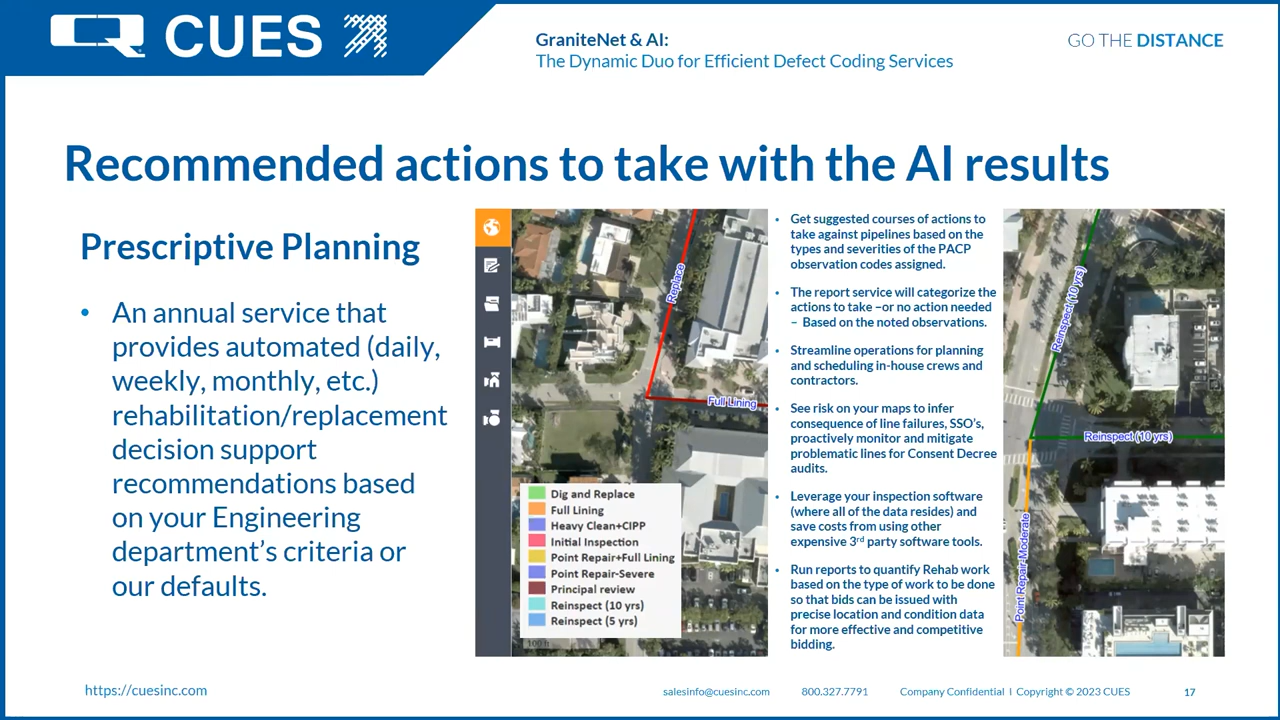 CUES
GraniteNet & AI:
The Dynamic Duo for Efficient Defect Coding Services
GO THE DISTANCE
Recommended actions to take with the AI results
Prescriptive Planning
• An annual service that
provides automated (daily,
weekly, monthly, etc.)
rehabilitation/replacement
decision support
recommendations based
on your Engineering
department's criteria or
our defaults.
Replace
Full Lining
Dig and Replace
Full Lining
Heavy Clean+CIPP
Initial Inspection
Point Repair+Full Lining
Point Repair-Severe
Principal review
Reinspect (10 yrs)
Reinspect (5 yrs)
100 ft
• Get suggested courses of actions to
take against pipelines based on the
types and severities of the PACP
observation codes assigned.
• The report service will categorize the
actions to take –or no action needed
– Based on the noted observations.
• Streamline operations for planning
and scheduling in-house crews and
contractors.
• See risk on your maps to infer
consequence of line failures, SSO's,
proactively monitor and mitigate
problematic lines for Consent Decree
audits.
• Leverage your inspection software
(where all of the data resides) and
save costs from using other
expensive 3rd party software tools.
• Run reports to quantify Rehab work
based on the type of work to be done
so that bids can be issued with
precise location and condition data
for more effective and competitive
bidding.
Reinspect (10 yrs)
Reinspect (10 yrs)
Point Repair-Moderate
https://cuesinc.com
salesinfo@cuesinc.com
800.327.7791
Company Confidential I Copyright © 2023 CUES
17